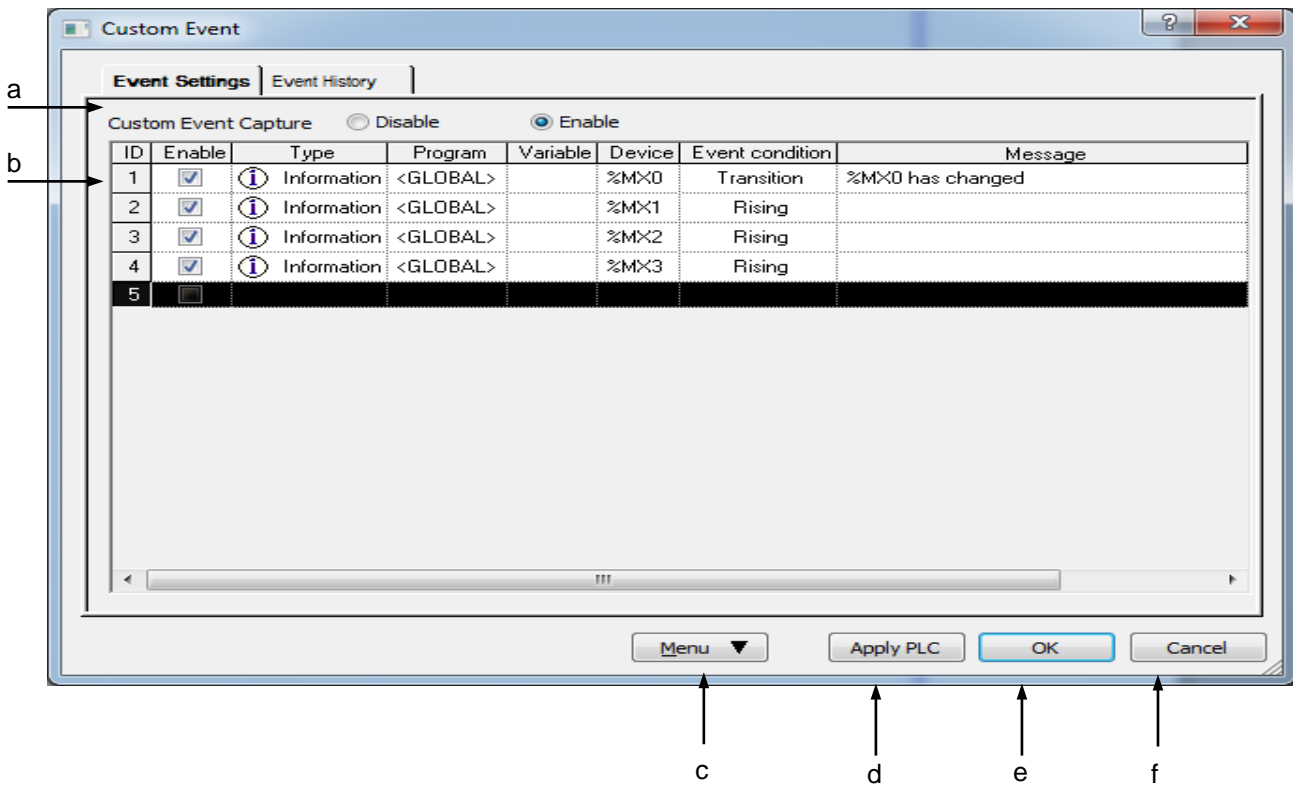 Custom Event
Event Settings Event History
a
Custom Event Capture Disable Enable
b
ID Enable Type Program Variable Device Event condition Message
1 Information <GLOBAL> %MX0 Transition %MX0 has changed
2 Information <GLOBAL> %MX1 Rising
3 Information <GLOBAL> %MX2 Rising
4 Information <GLOBAL> %MX3 Rising
5
Menu ▼ Apply PLC OK Cancel
c d e f